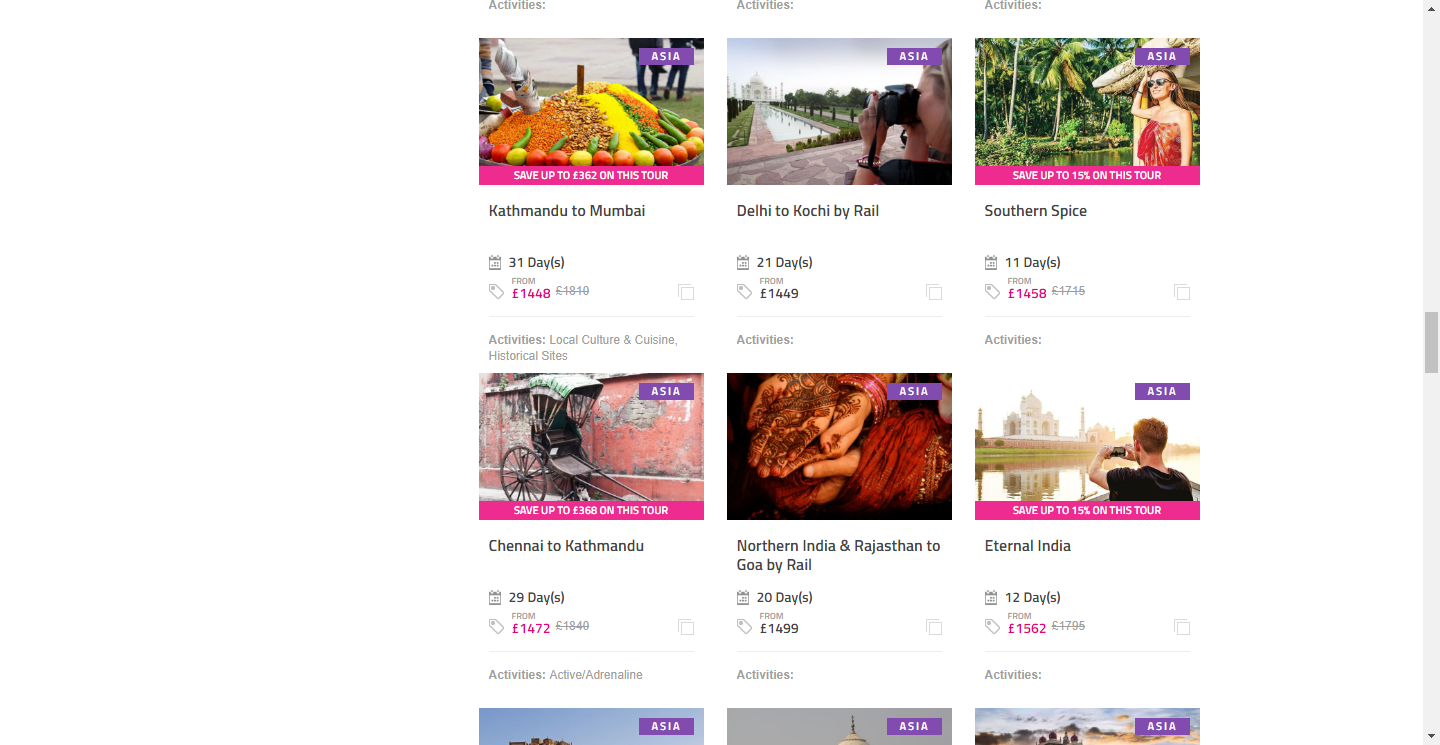 Activities:
Activities:
Activities:
ASIA
SAVE UP TO £362 ON THIS TOUR
Kathmandu to Mumbai
31 Day(s)
FROM
£1448 £1810
Activities: Local Culture & Cuisine,
Historical Sites
ASIA
Delhi to Kochi by Rail
21 Day(s)
FROM
£1449
Activities:
ASIA
SAVE UP TO 15% ON THIS TOUR
Southern Spice
11 Day(s)
FROM
£1458 £1715
Activities:
ASIA
SAVE UP TO £368 ON THIS TOUR
Chennai to Kathmandu
29 Day(s)
FROM
£1472 £1840
Activities: Active/Adrenaline
ASIA
Northern India & Rajasthan to
Goa by Rail
20 Day(s)
FROM
£1499
Activities:
ASIA
SAVE UP TO 15% ON THIS TOUR
Eternal India
12 Day(s)
FROM
£1562 £1795
Activities:
ASIA
ASIA
ASIA